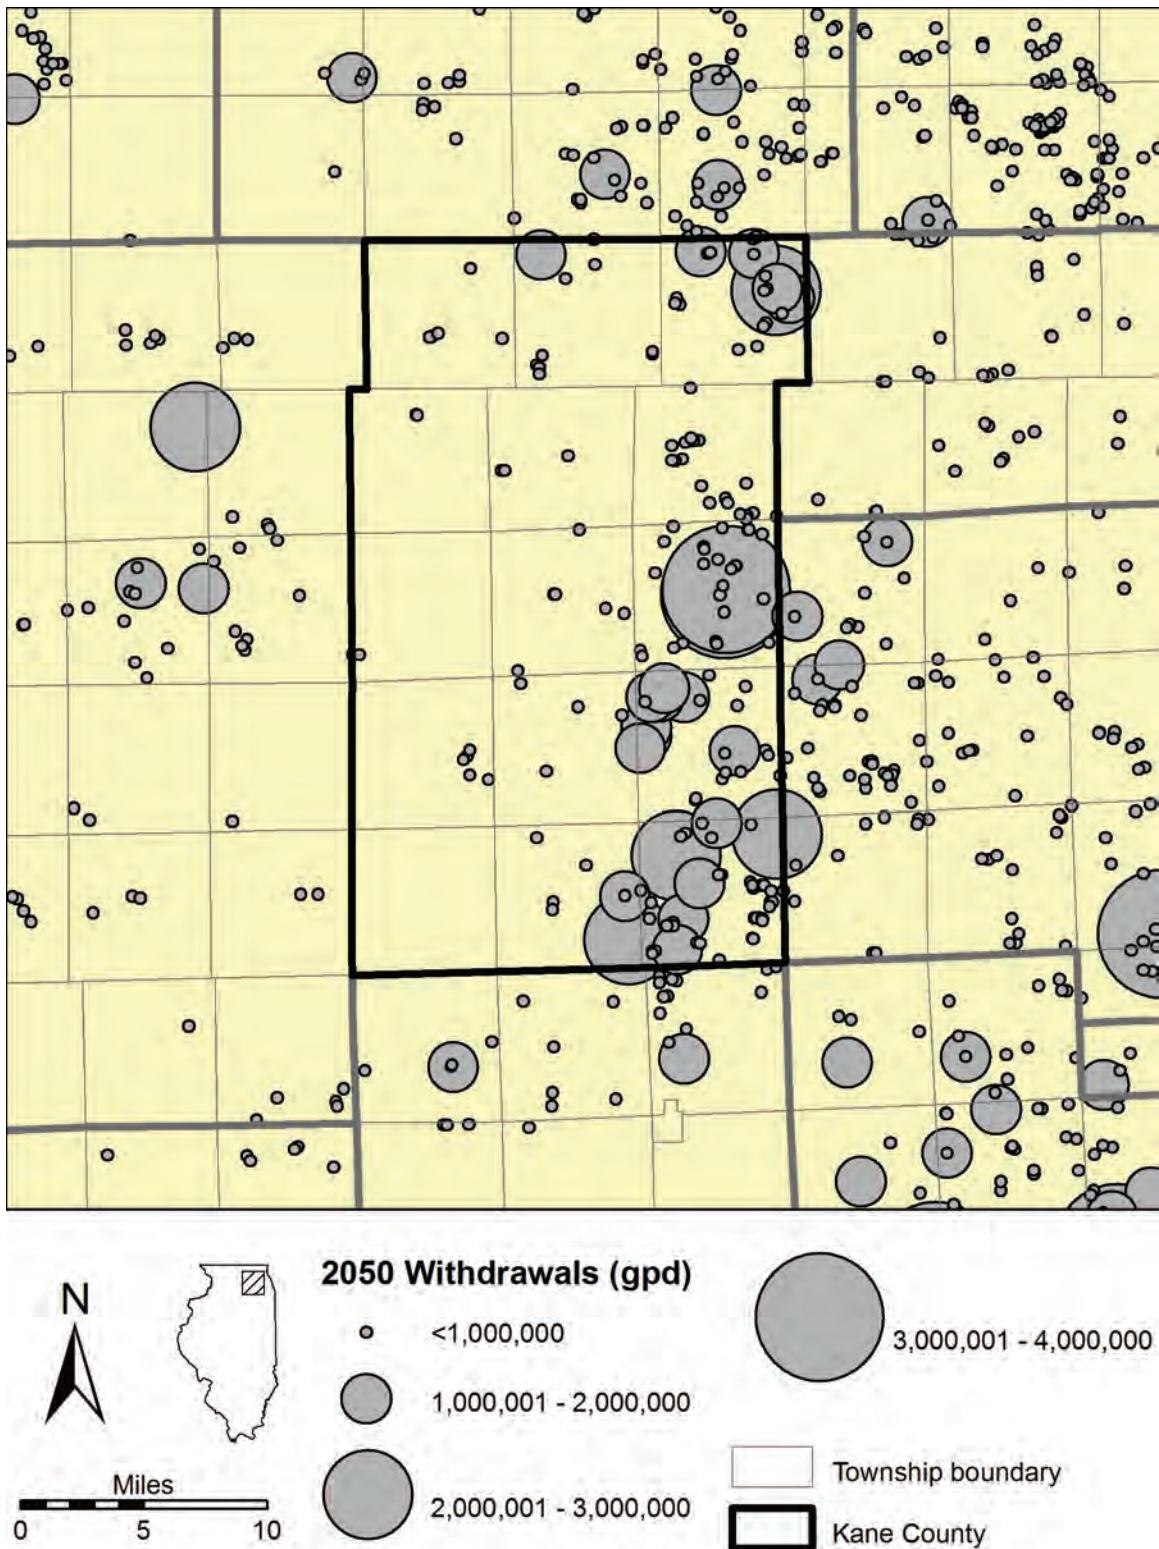 2050 Withdrawals (gpd)
<1,000,000
1,000,001 - 2,000,000
2,000,001 - 3,000,000
3,000,001 - 4,000,000
Township boundary
Kane County
N
Miles
0 5 10